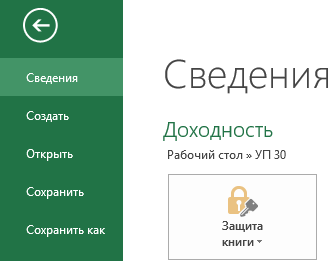 Сведения
Создать
Открыть
Сохранить
Сохранить как
Сведения
Доходность
Рабочий стол » УП 30
Защита
книги